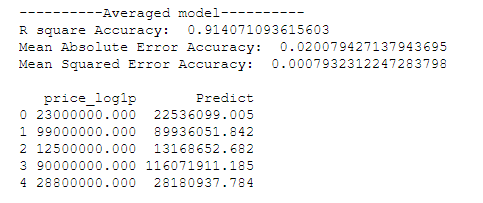 ----------Averaged model----------
R square Accuracy:  0.914071093615603
Mean Absolute Error Accuracy:  0.020079427137943695
Mean Squared Error Accuracy:  0.0007932312247283798
price_log1p       Predict
0 23000000.000  22536099.005
1 99000000.000  89936051.842
2 12500000.000  13168652.682
3 90000000.000 116071911.185
4 28800000.000  28180937.784